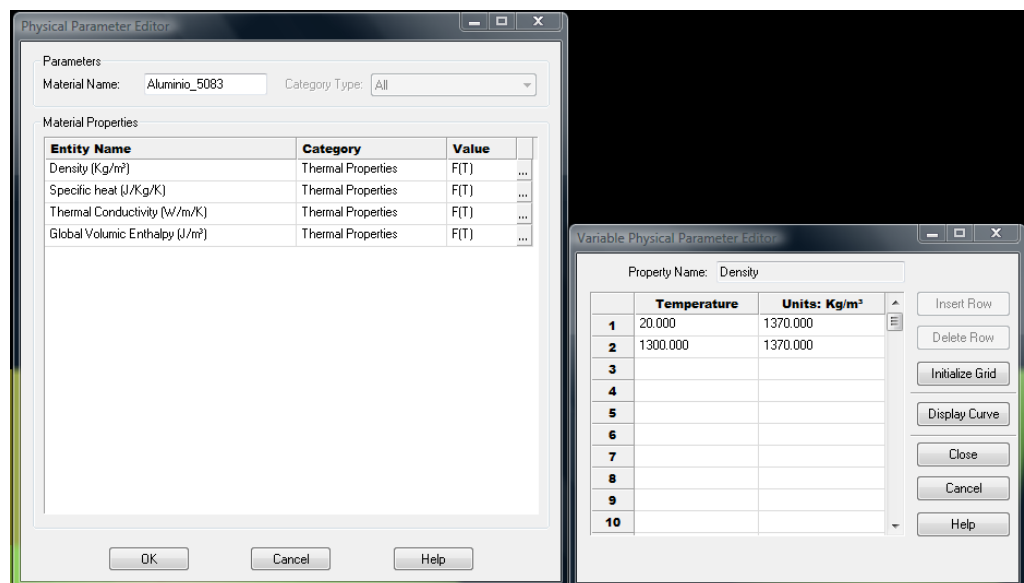 Physical Parameter Editor
Parameters
Material Name: Aluminio_5083 Category Type: All
Material Properties
Entity Name Category Value
Density (Kg/m³) Thermal Properties F(T) ...
Specific heat (J/Kg/K) Thermal Properties F(T) ...
Thermal Conductivity (W/m/K) Thermal Properties F(T) ...
Global Volumic Enthalpy (J/m³) Thermal Properties F(T) ...
OK Cancel Help
Variable Physical Parameter Editor
Property Name: Density
Temperature Units: Kg/m³
1 20.000 1370.000
2 1300.000 1370.000
3
4
5
6
7
8
9
10
Insert Row
Delete Row
Initialize Grid
Display Curve
Close
Cancel
Help